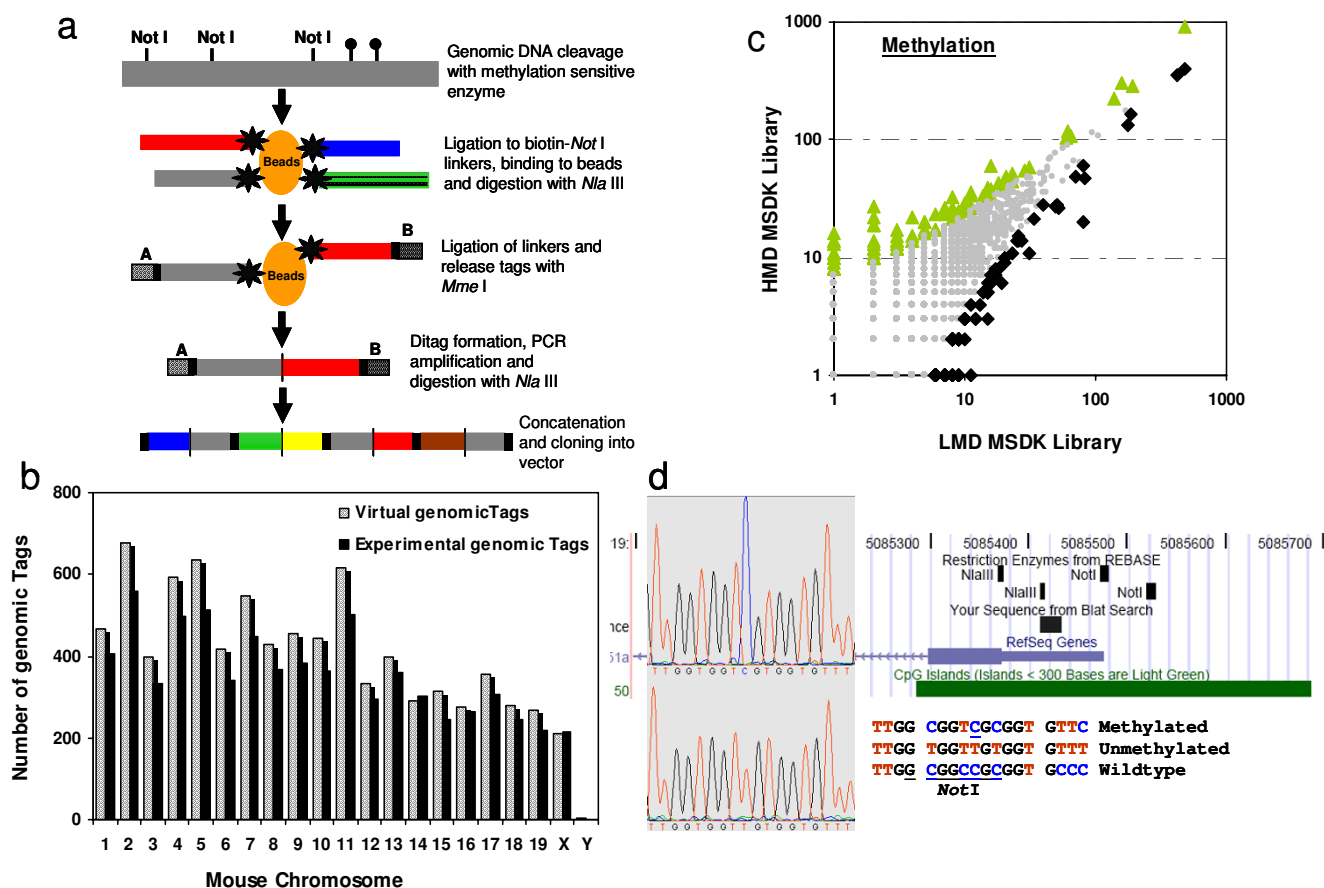 a
Not I Not I Not I
Genomic DNA cleavage
with methylation sensitive
enzyme
Beads
Ligation to biotin-Not I
linkers, binding to beads
and digestion with Nla III
A
B
Beads
Ligation of linkers and
release tags with
Mme I
A
B
Ditag formation, PCR
amplification and
digestion with Nla III
Concatenation
and cloning into
vector
b
Number of genomic Tags
800
600
400
200
0
Virtual genomicTags
Experimental genomic Tags
1 2 3 4 5 6 7 8 9 10 11 12 13 14 15 16 17 18 19 X Y
Mouse Chromosome
c
Methylation
HMD MSDK Library
1000
100
10
1
1 10 100 1000
LMD MSDK Library
d
19:
nce
51a
50
T T G G T G G T C G T G G T G T T T
T T G G T G G T T G T G G T G T T T
5085300 5085400 5085500 5085600 5085700
Restriction Enzymes from REBASE
NlaIII NotI
NlaIII NotI
Your Sequence from Blat Search
RefSeq Genes
CpG Islands (Islands < 300 Bases are Light Green)
TTGG CGGTCGCGGT GTTC Methylated
TTGG TGGTTGTGGT GTTT Unmethylated
TTGG CGGCCGCGGT GCCC Wildtype
NotI